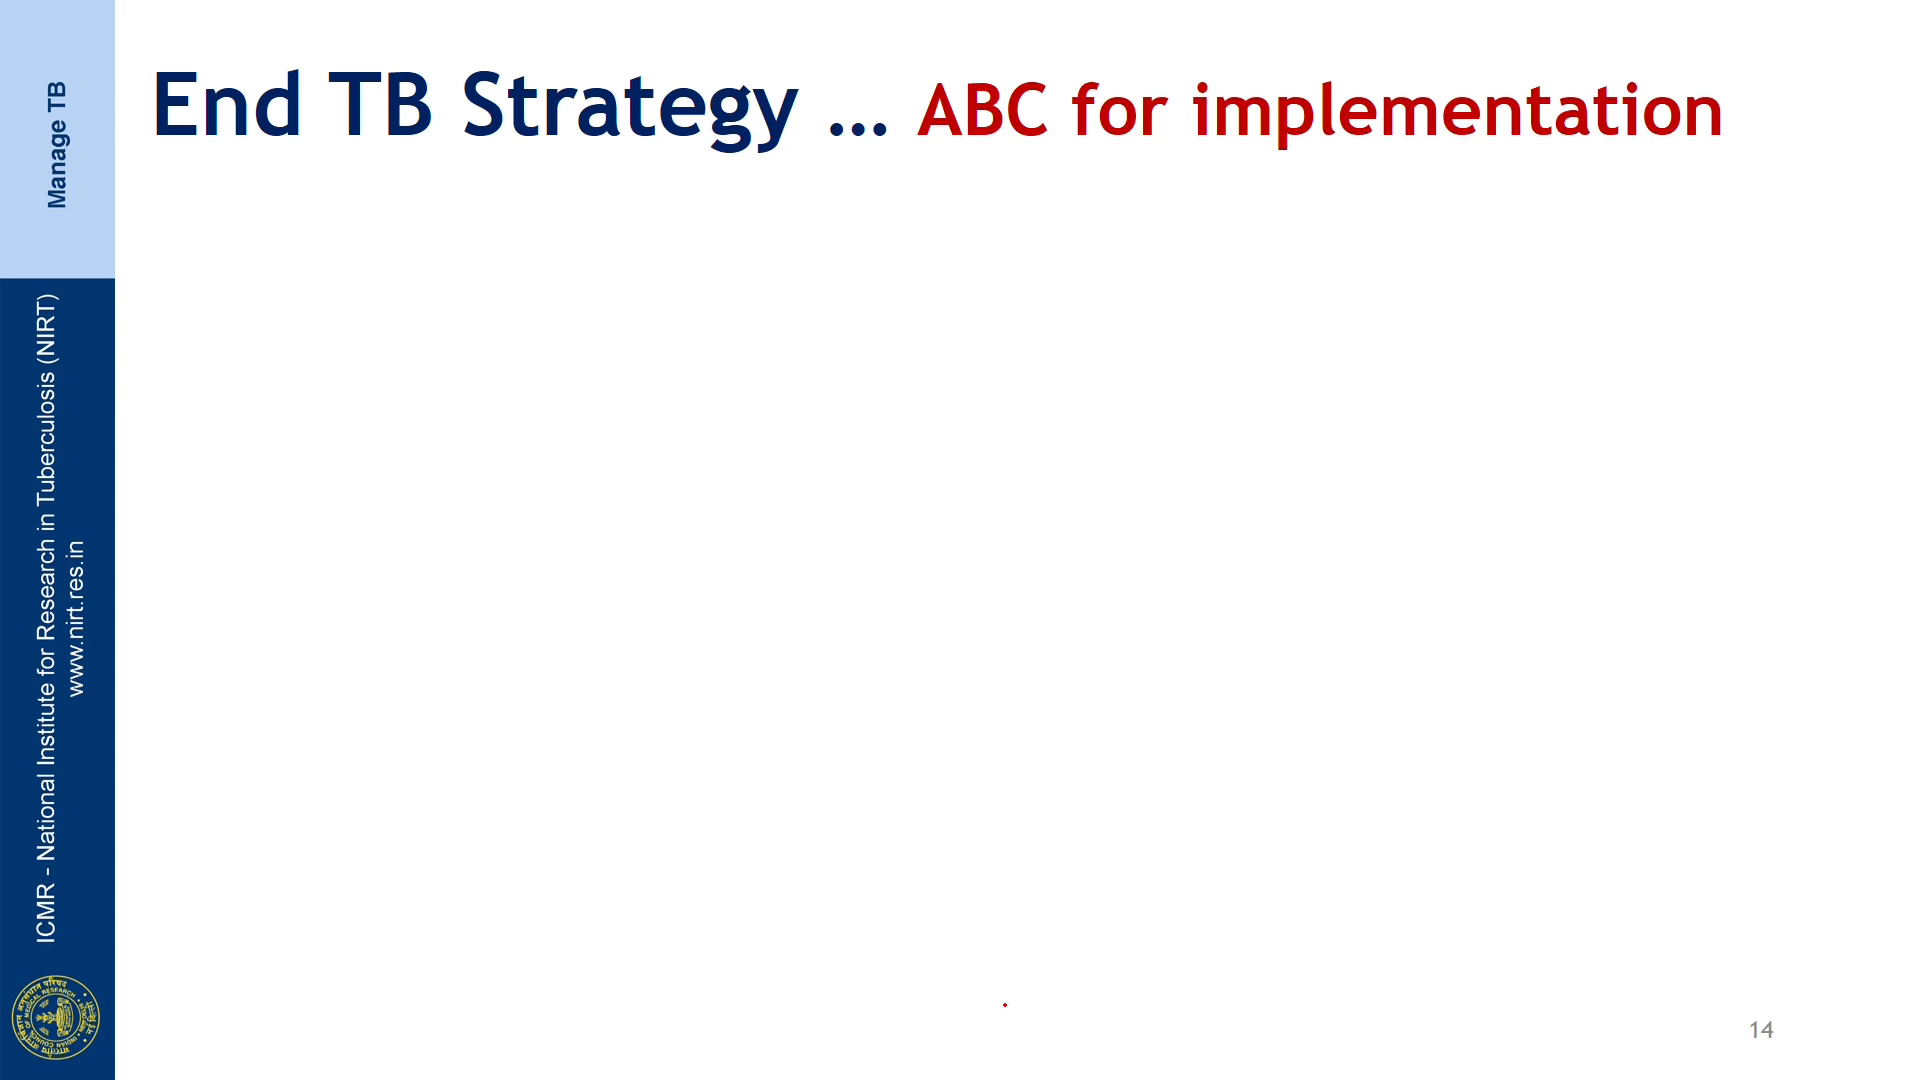 End TB Strategy ... ABC for implementation
Manage TB
ICMR - National Institute for Research in Tuberculosis (NIRT)
www.nirt.res.in
14